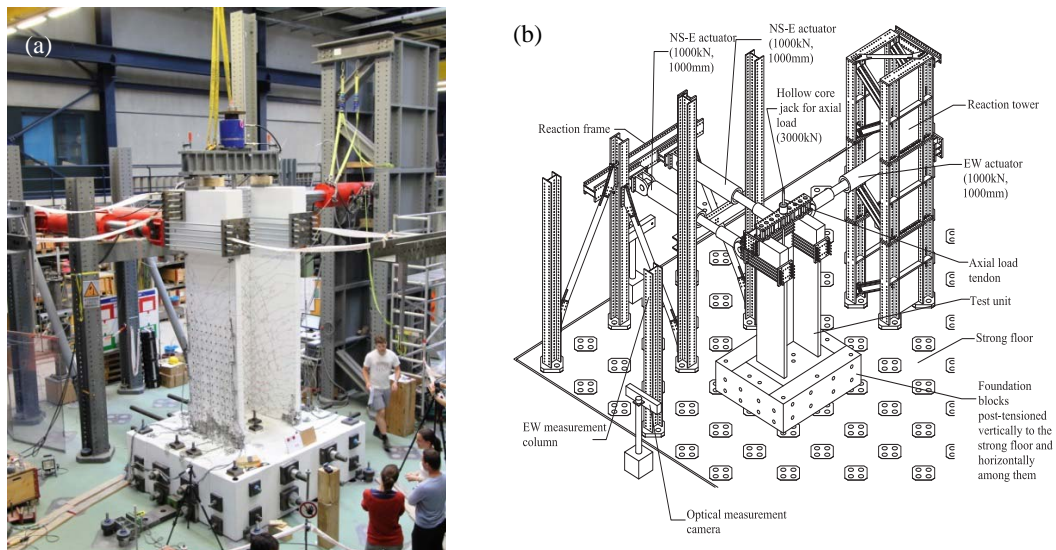 (a)
(b)
NS-E actuator
(1000kN,
1000mm)
NS-E actuator
(1000kN,
1000mm)
Hollow core
jack for axial
load
(3000kN)
Reaction frame
Reaction tower
EW actuator
(1000kN,
1000mm)
Axial load
tendon
Test unit
Strong floor
Foundation
blocks
post-tensioned
vertically to the
strong floor and
horizontally
among them
EW measurement
column
Optical measurement
camera